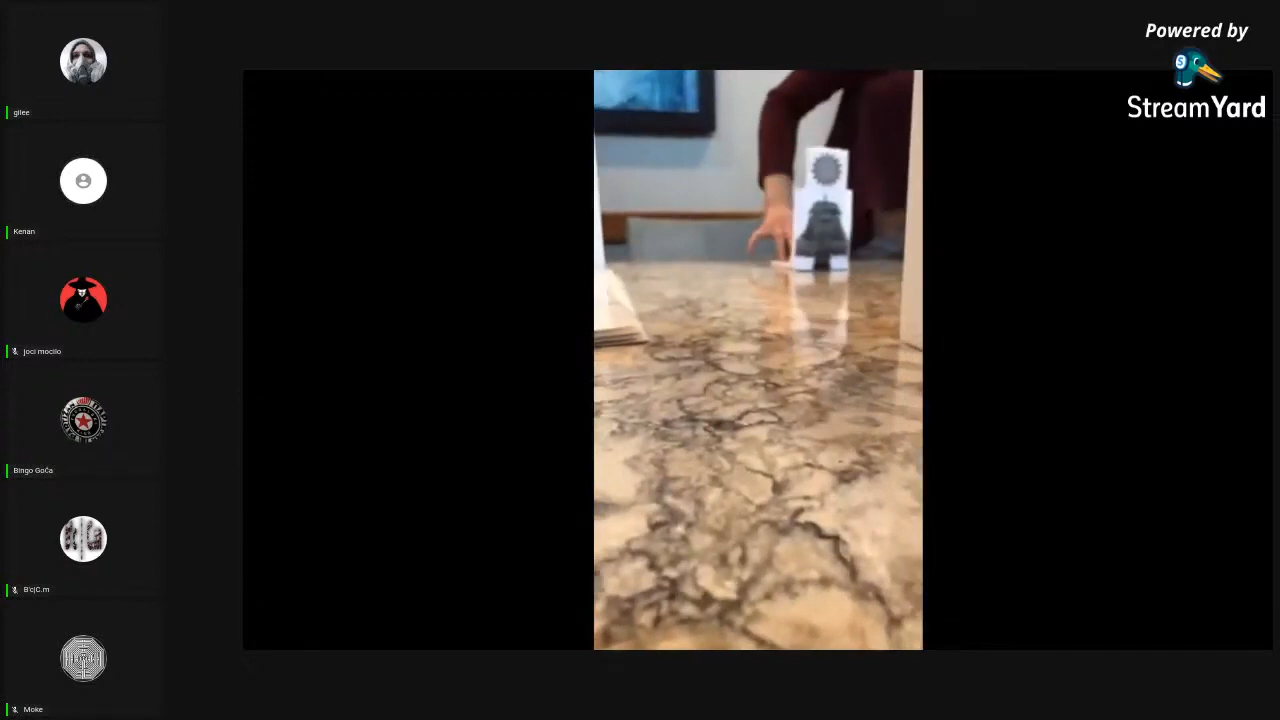 Powered by
StreamYard
gilee
Kenan
joci mocilo
Bingo GoČa
B'c|C.m
Moke